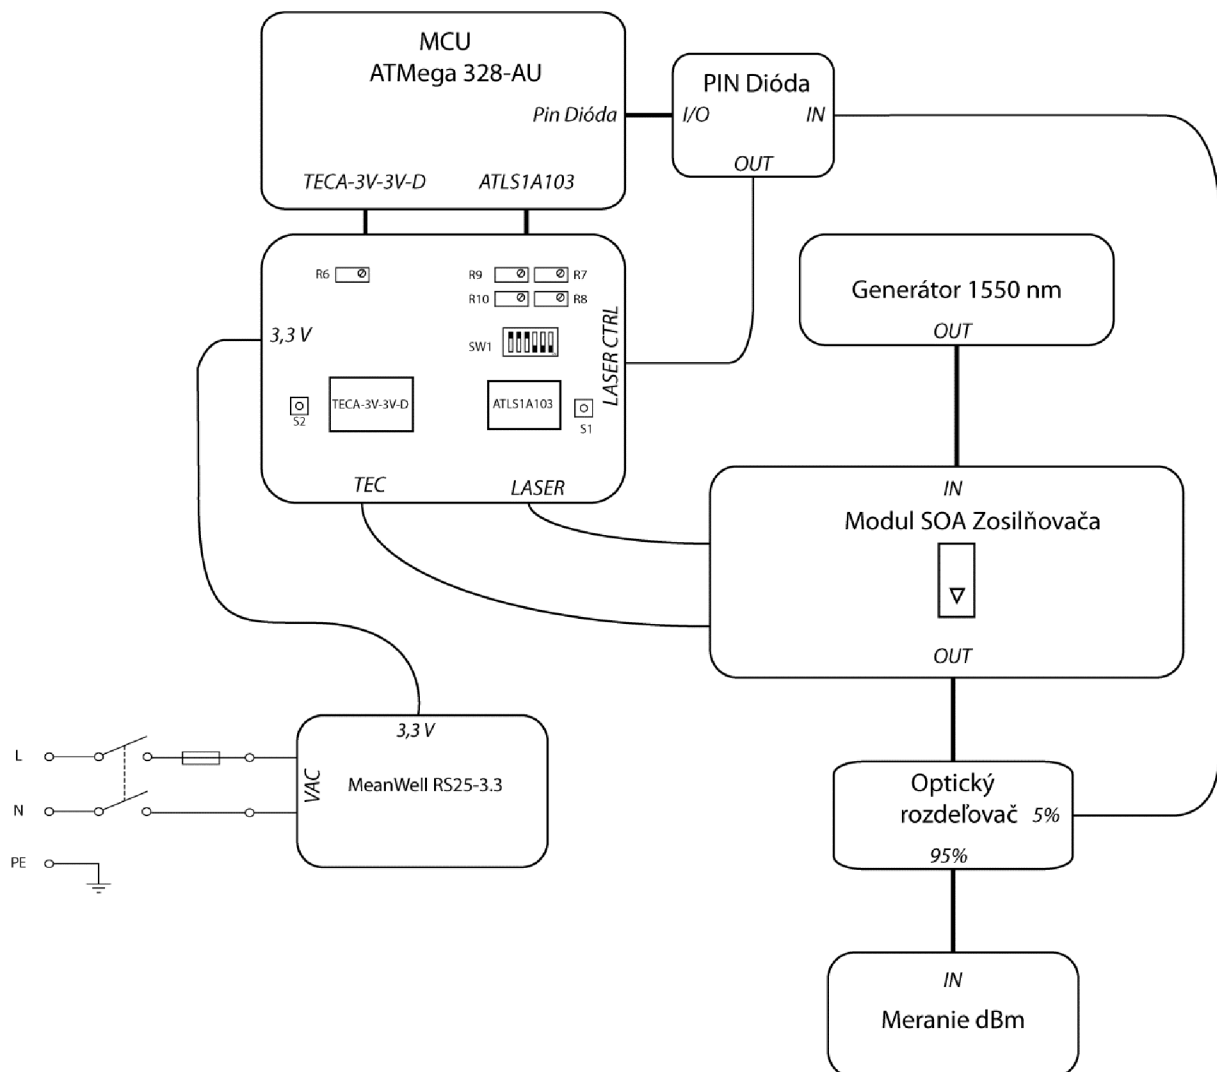 MCU
ATMega 328-AU
Pin Dióda
TECA-3V-3V-D
ATLS1A103
PIN Dióda
I/O
IN
OUT
R6
R9
R7
R10
R8
3,3 V
SW1
LASER CTRL
TECA-3V-3V-D
S2
ATLS1A103
S1
TEC
LASER
Generátor 1550 nm
OUT
IN
Modul SOA Zosilňovača
OUT
3,3 V
MeanWell RS25-3.3
VAC
L
N
PE
Optický
rozdeľovač
5%
95%
IN
Meranie dBm